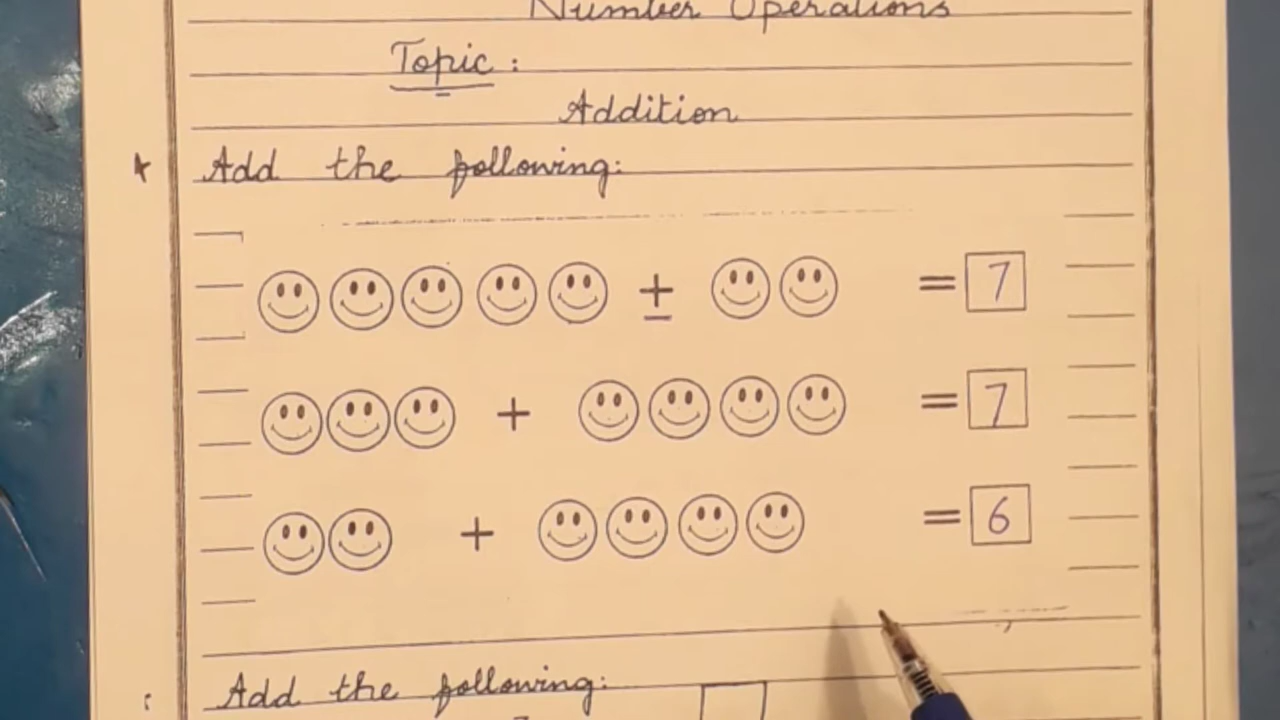 Number Operations
Topic :
Addition
Add the following:
+ = 7
+ = 7
+ = 6
Add the following: